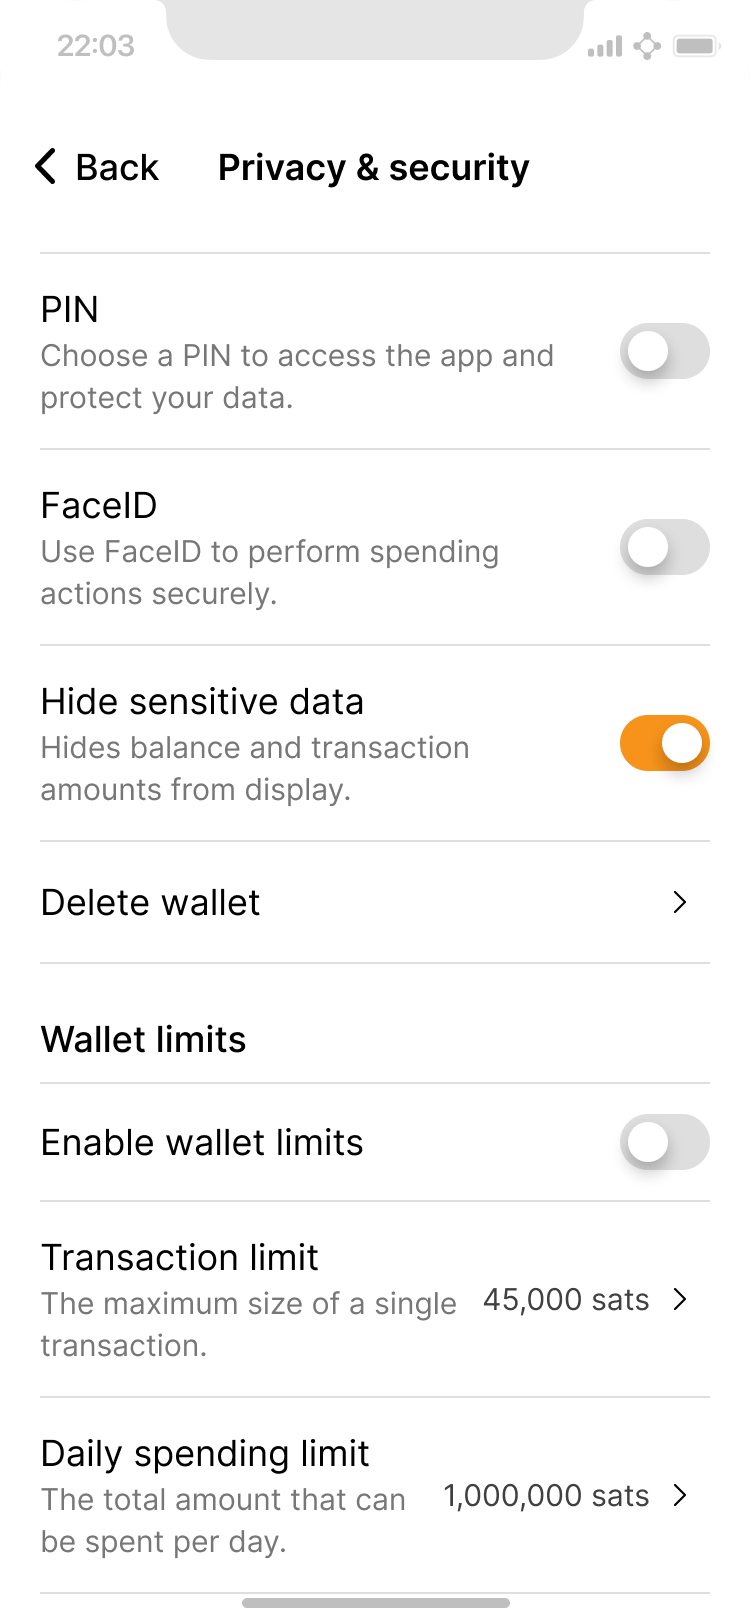 22:03
Back Privacy & security
PIN
Choose a PIN to access the app and
protect your data.
FaceID
Use FaceID to perform spending
actions securely.
Hide sensitive data
Hides balance and transaction
amounts from display.
Delete wallet
Wallet limits
Enable wallet limits
Transaction limit
The maximum size of a single
transaction.
45,000 sats
Daily spending limit
The total amount that can
be spent per day.
1,000,000 sats